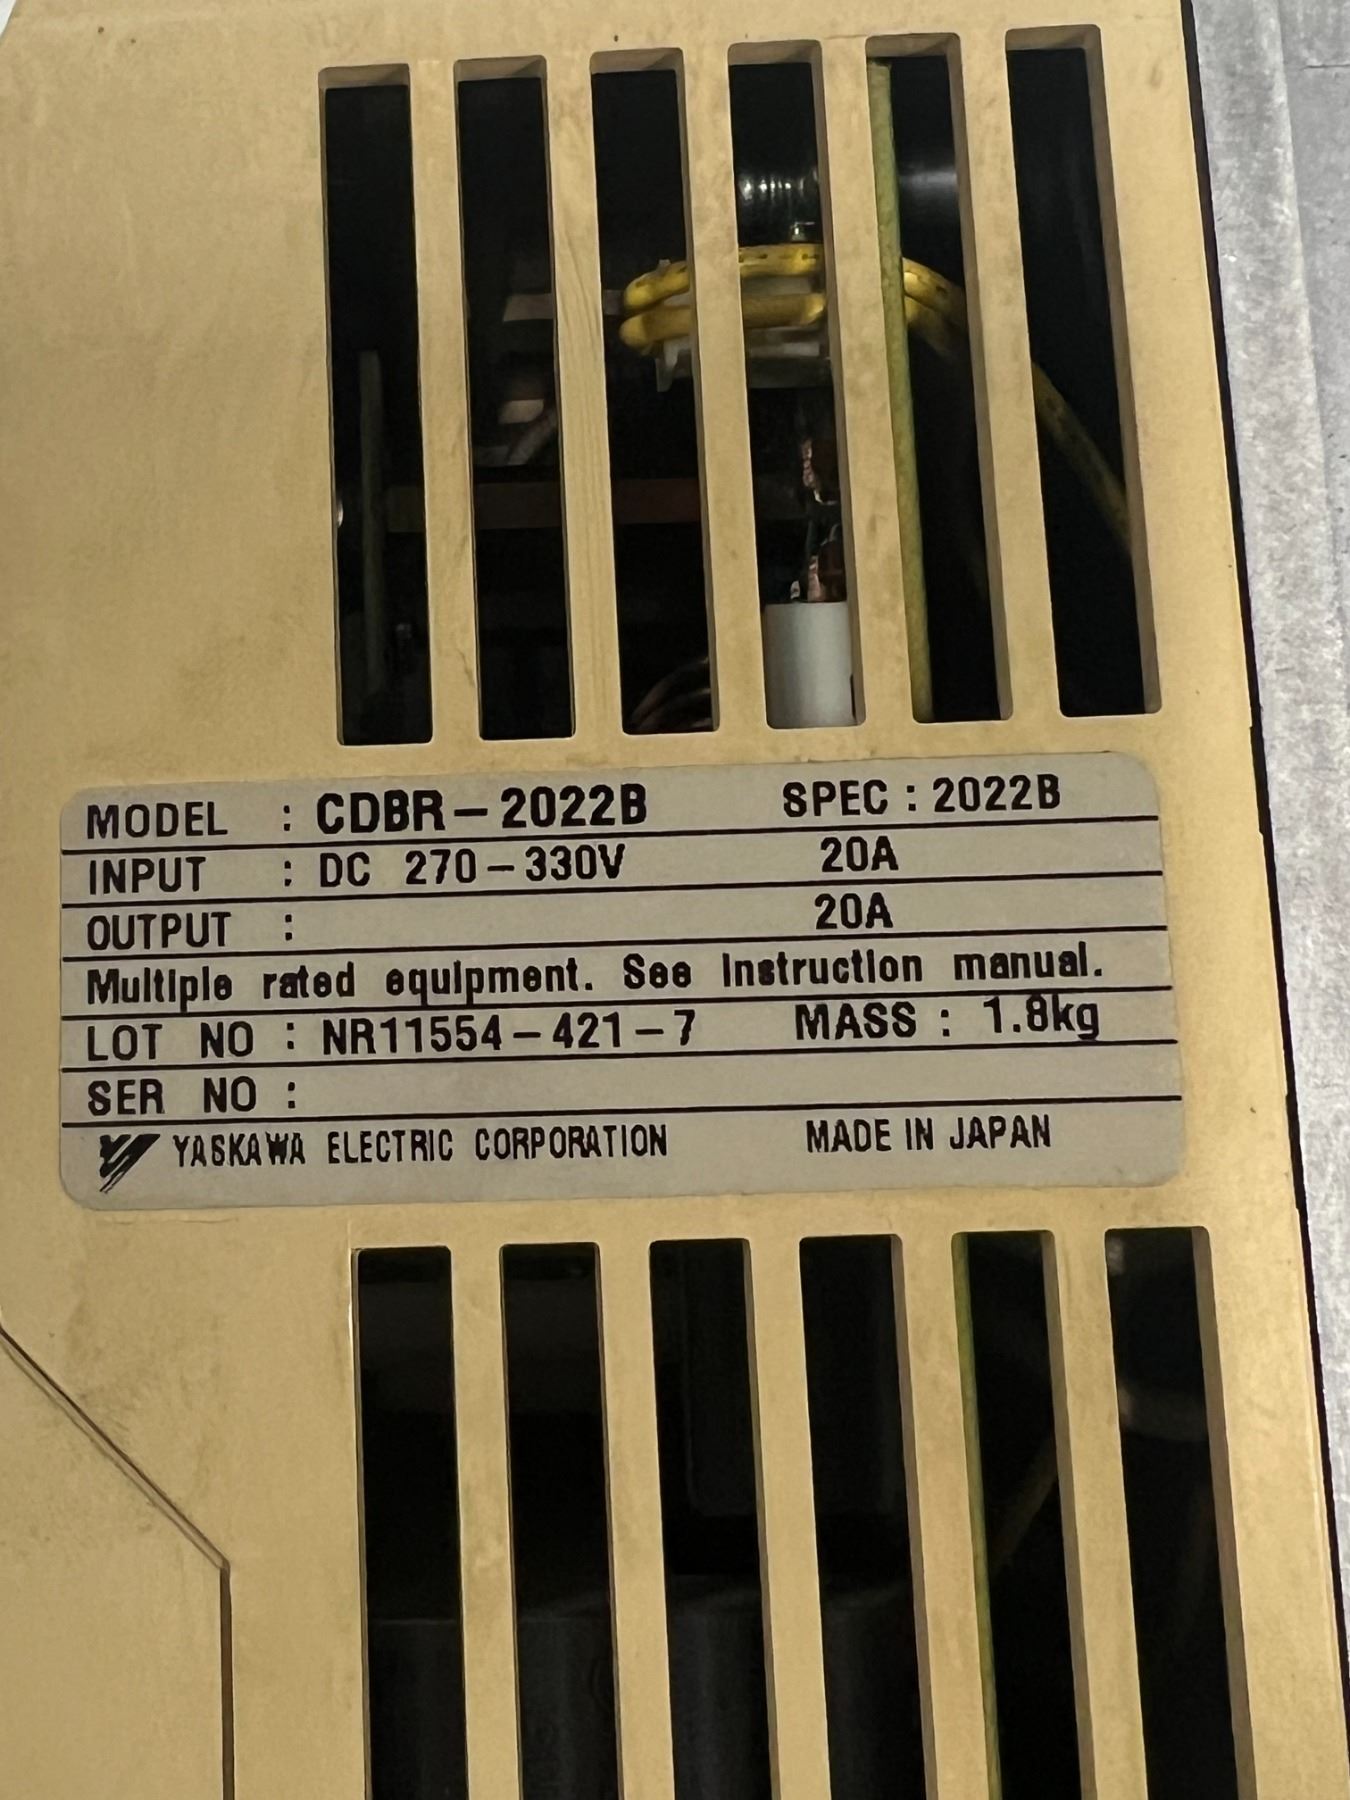 MODEL : CDBR-2022B SPEC : 2022B
INPUT : DC 270-330V 20A
OUTPUT : 20A
Multiple rated equipment. See Instruction manual.
LOT NO : NR11554-421-7 MASS : 1.8kg
SER NO :
YASKAWA ELECTRIC CORPORATION MADE IN JAPAN